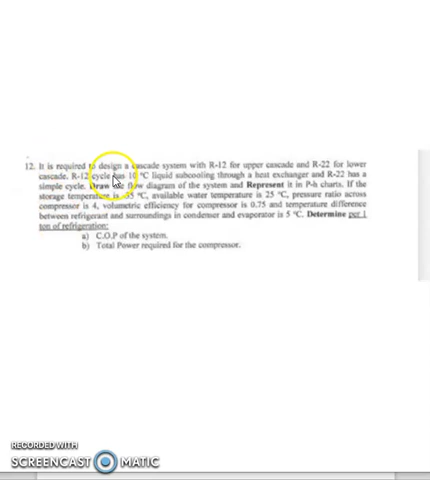 12. It is required to design a cascade system with R-12 for upper cascade and R-22 for lower
cascade. R-12 cycle has 10 °C liquid subcooling through a heat exchanger and R-22 has a
simple cycle. Draw the flow diagram of the system and Represent it in P-h charts. If the
storage temperature is °C, available water temperature is 25 °C, pressure ratio across
compressor is 4, volumetric efficiency for compressor is 0.75 and temperature difference
between refrigerant and surroundings in condenser and evaporator is 5 °C. Determine per 1
ton of refrigeration:
a) C.O.P of the system.
b) Total Power required for the compressor.
RECORDED WITH
SCREENCAST MATIC